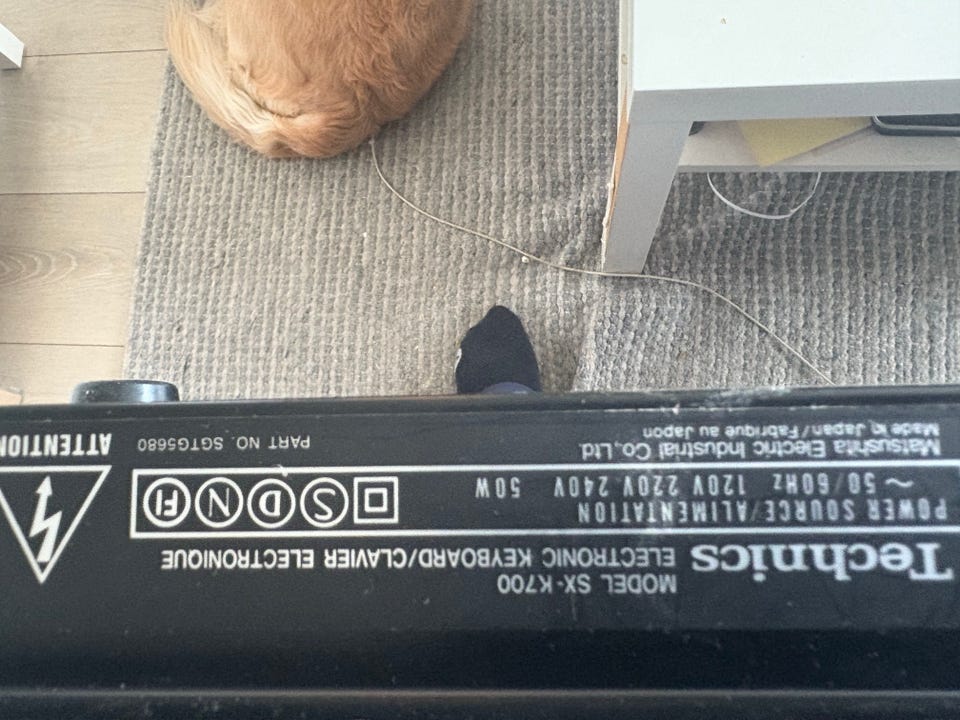 Technics
MODEL SX-K700
ELECTRONIC KEYBOARD/CLAVIER ELECTRONIQUE
POWER SOURCE/ALIMENTATION
~ 50/60Hz 120V 220V 240V 50W
S D N FI
Matsushita Electric Industrial Co.,Ltd.
Made in Japan/Fabriqué au Japon
PART NO. SGTG5680
ATTENTION